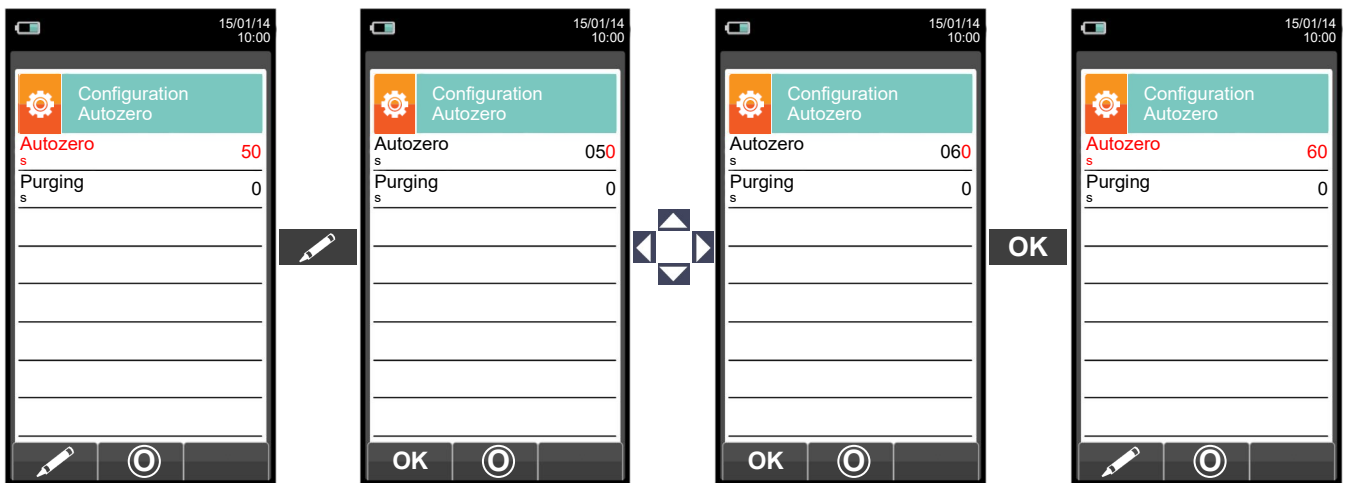 15/01/14
10:00
Configuration
Autozero
Autozero
s
50
Purging
s
0
O
15/01/14
10:00
Configuration
Autozero
Autozero
s
050
Purging
s
0
OK
O
15/01/14
10:00
Configuration
Autozero
Autozero
s
060
Purging
s
0
OK
O
OK
15/01/14
10:00
Configuration
Autozero
Autozero
s
60
Purging
s
0
O